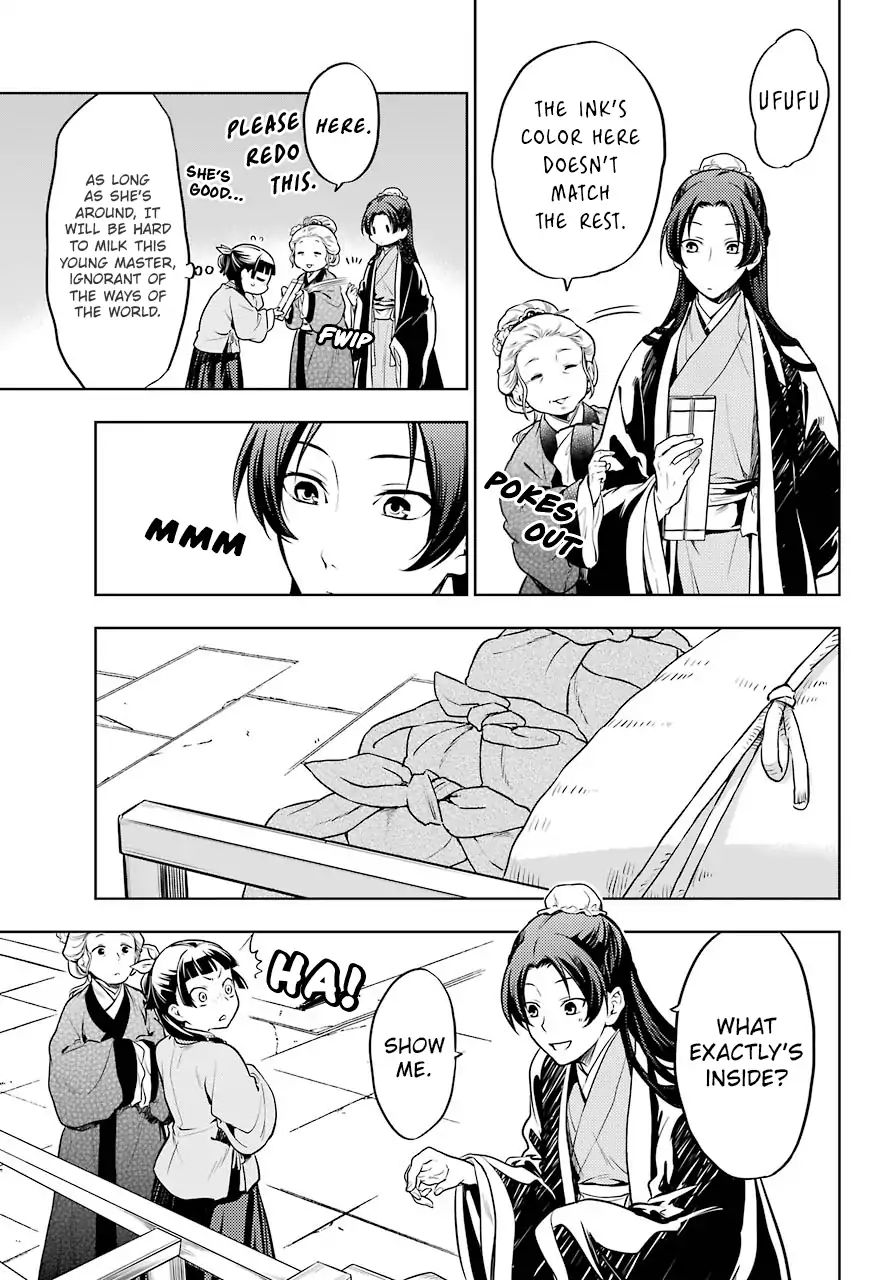 UFUFU
THE INK'S
COLOR HERE
DOESN'T
MATCH
THE REST.
POKES
OUT
HERE.
PLEASE
REDO
THIS.
SHE'S
GOOD...
FWIP
AS LONG
AS SHE'S
AROUND, IT
WILL BE HARD
TO MILK THIS
YOUNG MASTER,
IGNORANT OF
THE WAYS OF
THE WORLD.
MMM
WHAT
EXACTLY'S
INSIDE?
SHOW
ME.
HA!